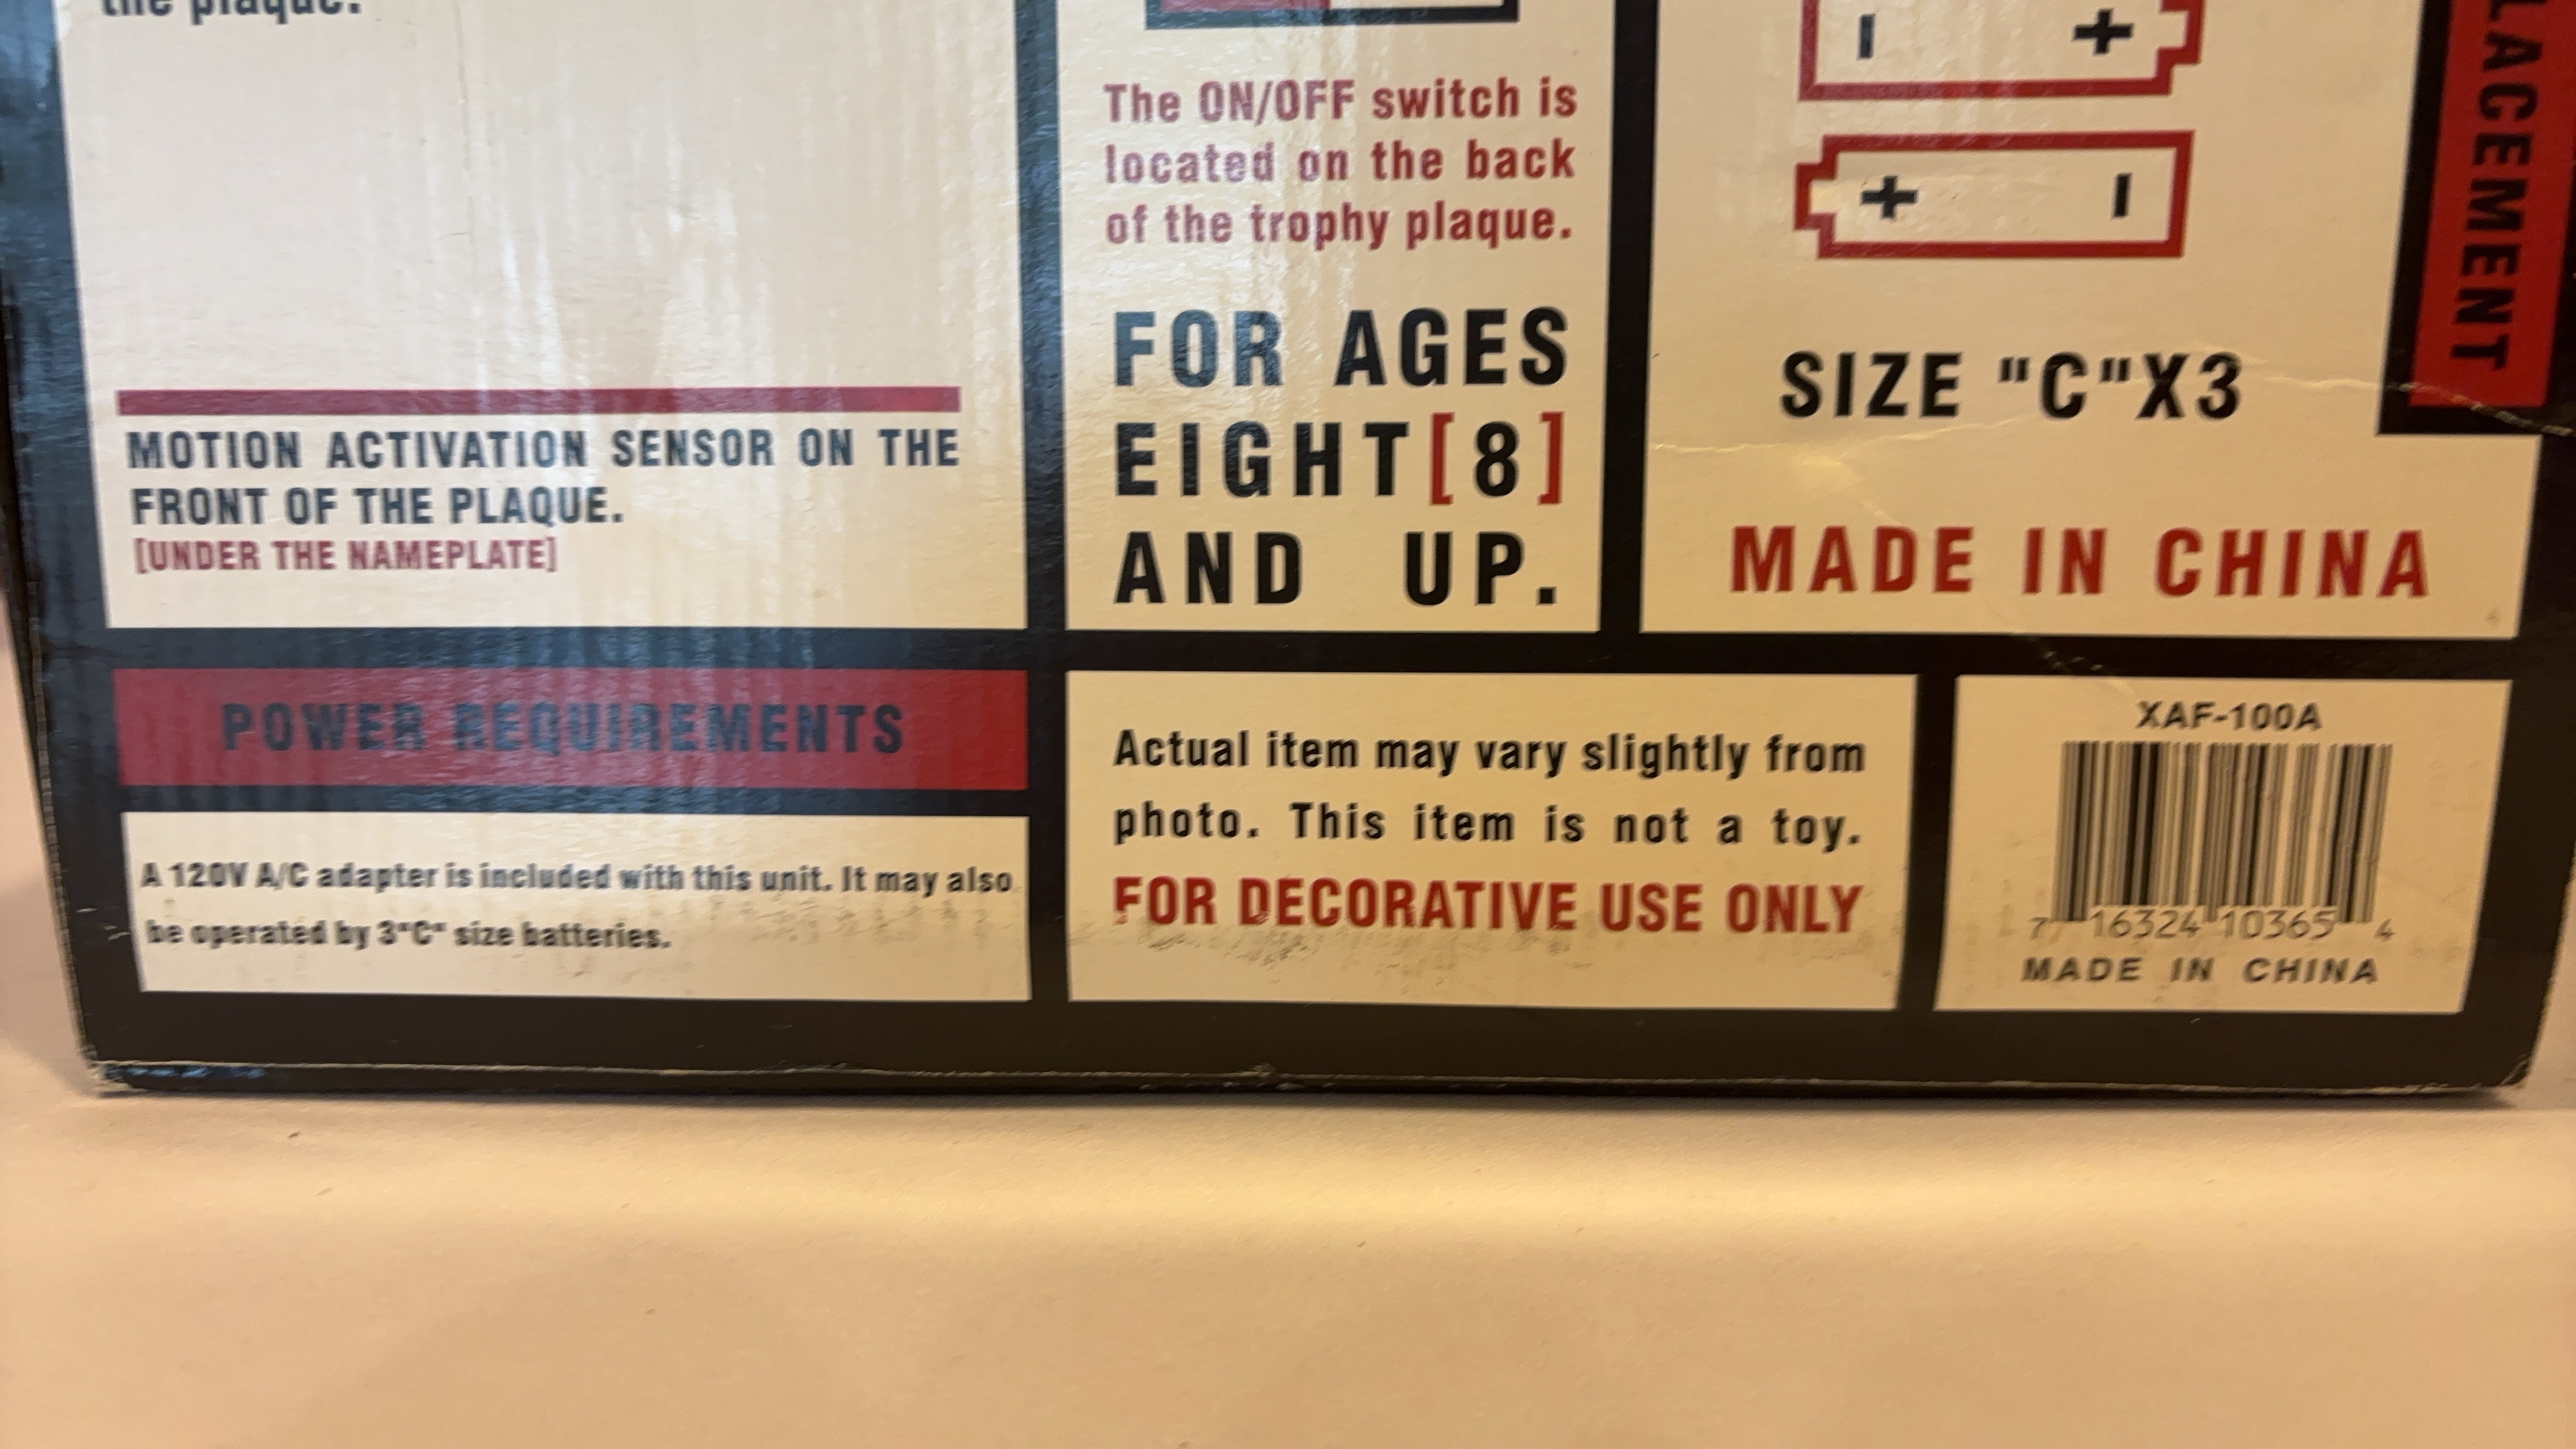 the plaque.
MOTION ACTIVATION SENSOR ON THE
FRONT OF THE PLAQUE.
[UNDER THE NAMEPLATE]
The ON/OFF switch is
located on the back
of the trophy plaque.
FOR AGES
EIGHT[8]
AND UP.
- +
+ -
SIZE "C"X3
MADE IN CHINA
POWER REQUIREMENTS
A 120V A/C adapter is included with this unit. It may also
be operated by 3"C" size batteries.
Actual item may vary slightly from
photo. This item is not a toy.
FOR DECORATIVE USE ONLY
XAF-100A
7 16324 10365 4
MADE IN CHINA